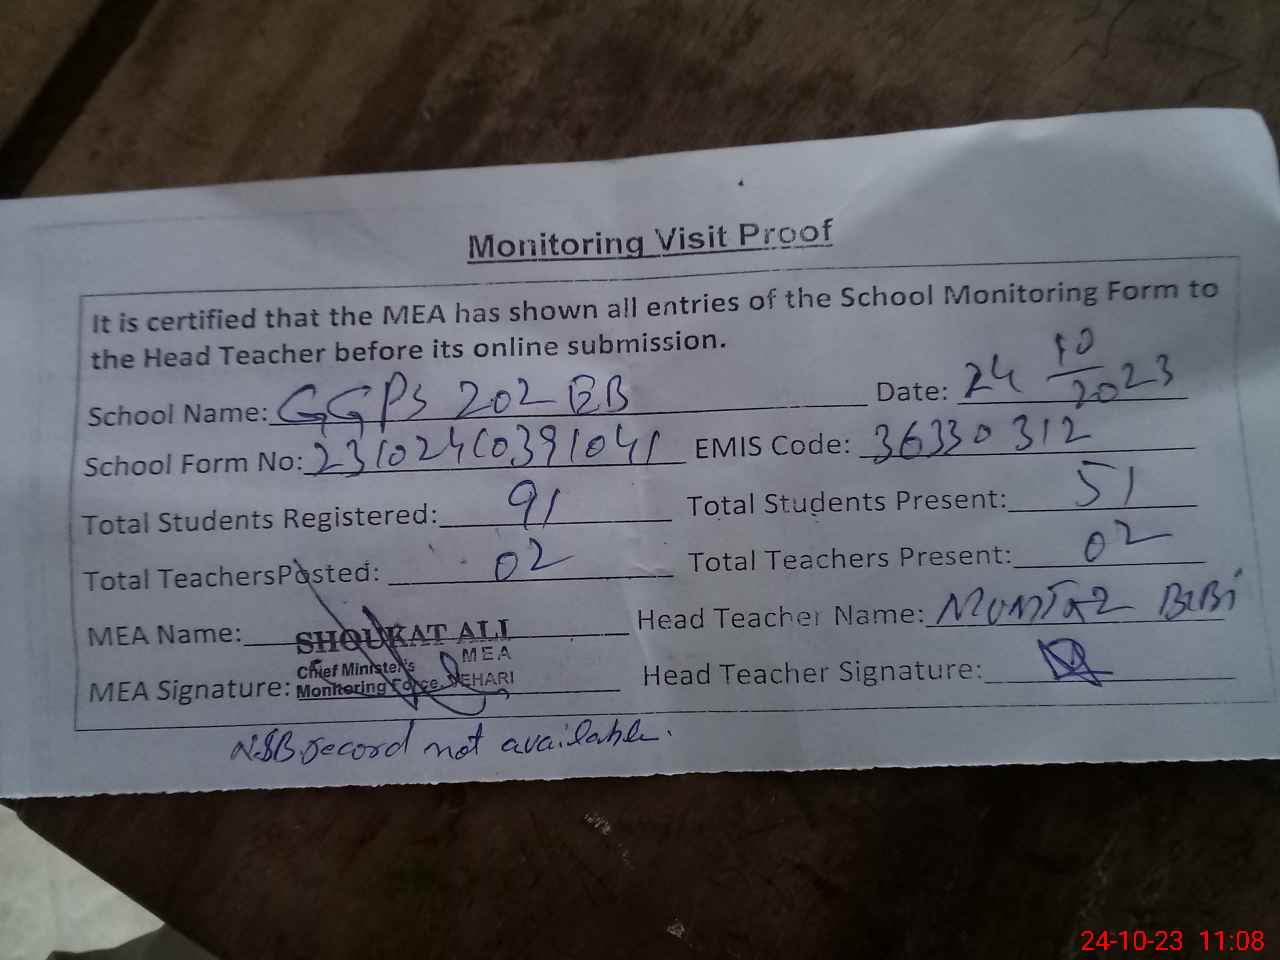 Monitoring Visit Proof
It is certified that the MEA has shown all entries of the School Monitoring Form to
the Head Teacher before its online submission.
School Name: GGPS 202 EB Date: 24 10/2023
School Form No: 23102410391041 EMIS Code: 36330312
Total Students Registered: 91 Total Students Present: 51
Total TeachersPosted: 02 Total Teachers Present: 02
MEA Name: SHOUKAT ALI Head Teacher Name: MUMTAZ BIBI
MEA
Chief Minister's
MEA Signature: Monitoring Force VEHARI Head Teacher Signature:
NSB record not available.
24-10-23 11:08